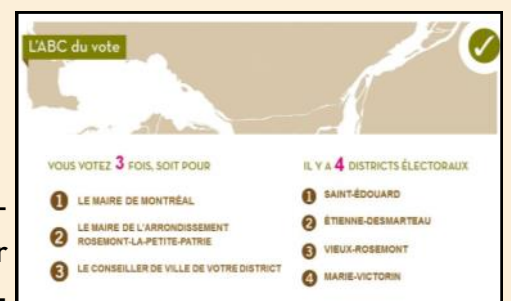 L'ABC du vote
VOUS VOTEZ 3 FOIS, SOIT POUR
1 LE MAIRE DE MONTRÉAL
2 LE MAIRE DE L'ARRONDISSEMENT
ROSEMONT-LA-PETITE-PATRIE
3 LE CONSEILLER DE VILLE DE VOTRE DISTRICT
IL Y A 4 DISTRICTS ÉLECTORAUX
1 SAINT-ÉDOUARD
2 ÉTIENNE-DESMARTEAU
3 VIEUX-ROSEMONT
4 MARIE-VICTORIN